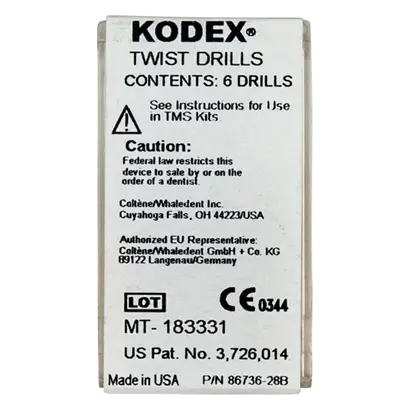 KODEX®
TWIST DRILLS
CONTENTS: 6 DRILLS
See Instructions for Use
in TMS Kits.
Caution:
Federal law restricts this
device to sale by or on the
order of a dentist.
Coltène/Whaledent Inc.
Cuyahoga Falls, OH 44223/USA
Authorized EU Representative:
Coltène/Whaledent GmbH + Co. KG
89122 Langenau/Germany
LOT CE 0344
MT- 183331
US Pat. No. 3,726,014
Made in USA P/N 86736-28B